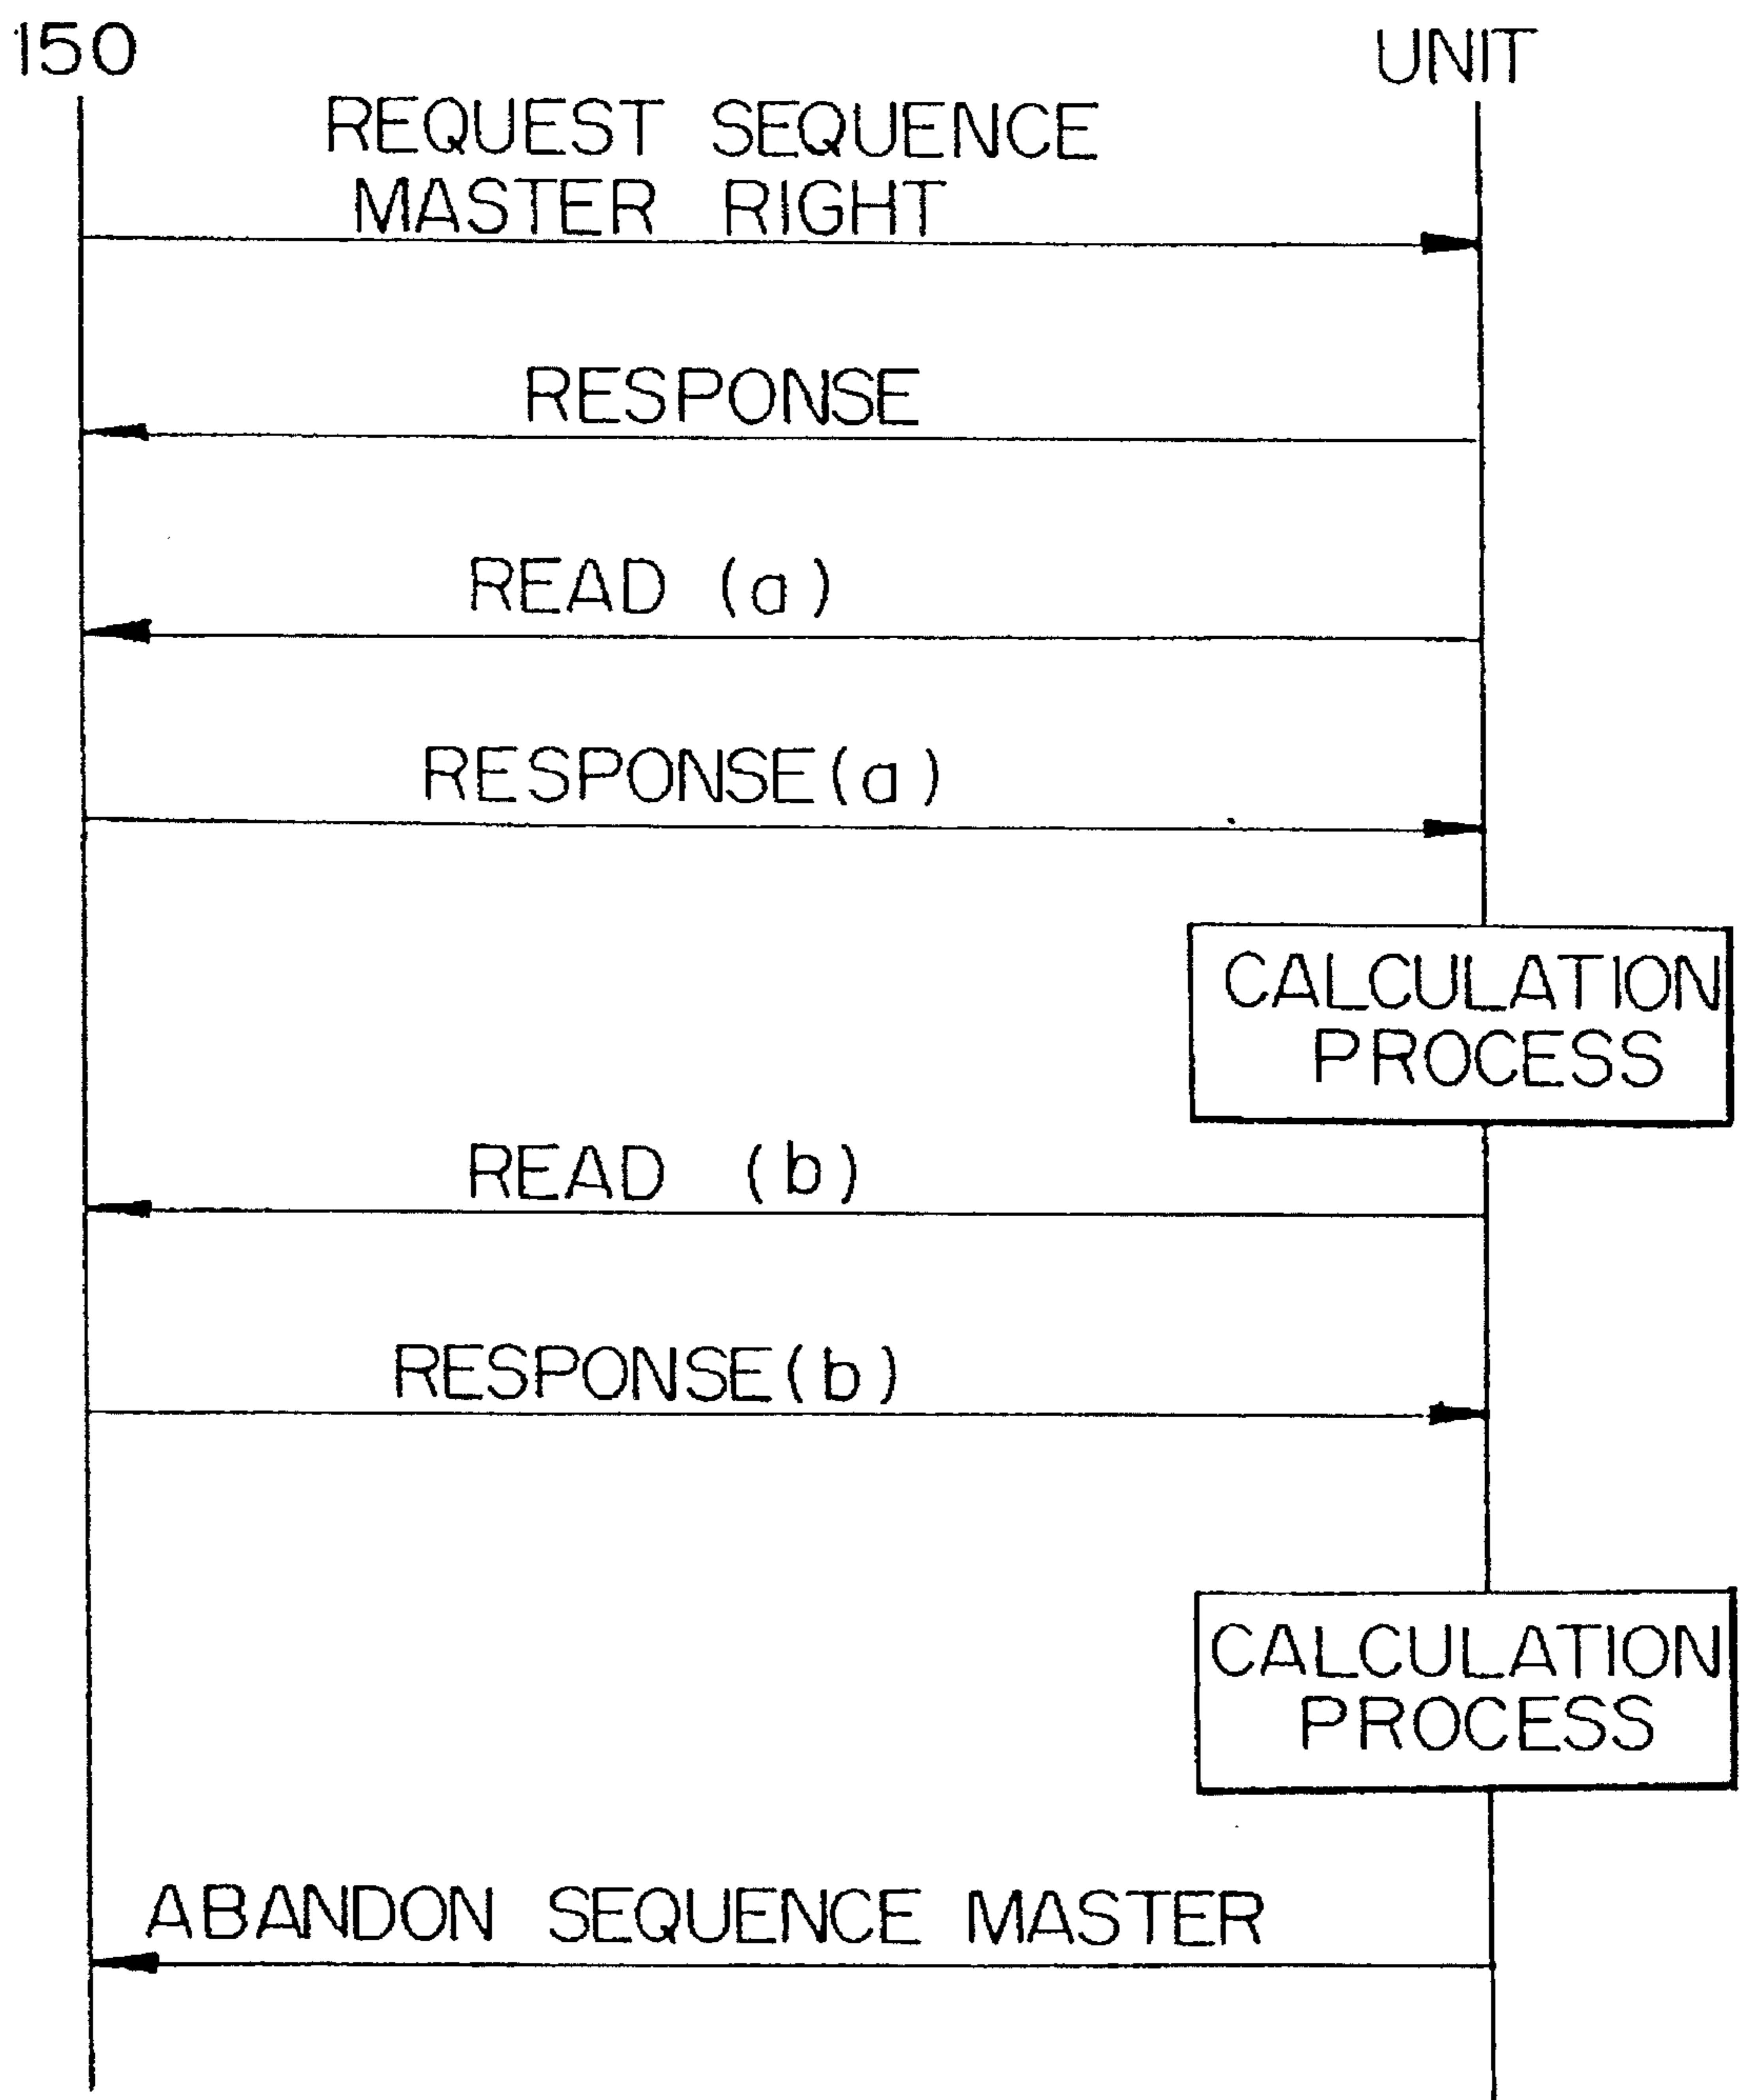 150
UNIT
REQUEST SEQUENCE
MASTER RIGHT
RESPONSE
READ (a)
RESPONSE(a)
CALCULATION
PROCESS
READ (b)
RESPONSE(b)
CALCULATION
PROCESS
ABANDON SEQUENCE MASTER